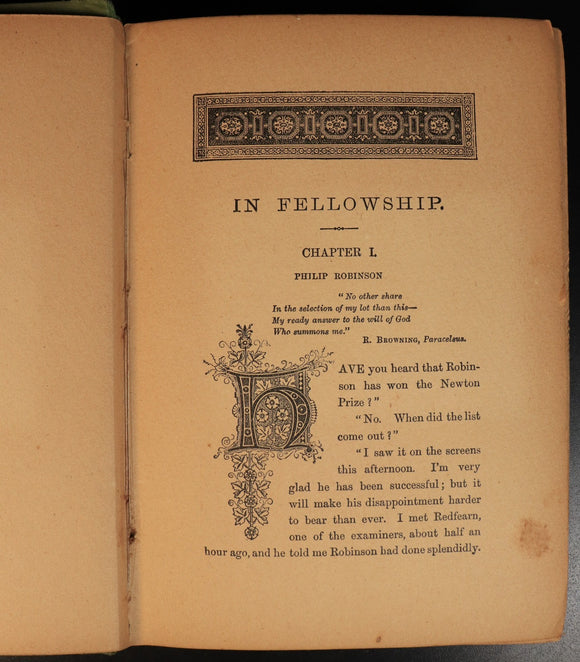 IN FELLOWSHIP.
CHAPTER I.
PHILIP ROBINSON
"No other share
In the selection of my lot than this—
My ready answer to the will of God
Who summons me."
R. BROWNING, Paracelsus.
HAVE you heard that Robin-
son has won the Newton
Prize?"
"No. When did the list
come out?"
"I saw it on the screens
this afternoon. I'm very
glad he has been successful; but it
will make his disappointment harder
to bear than ever. I met Redfearn,
one of the examiners, about half an
hour ago, and he told me Robinson had done splendidly.